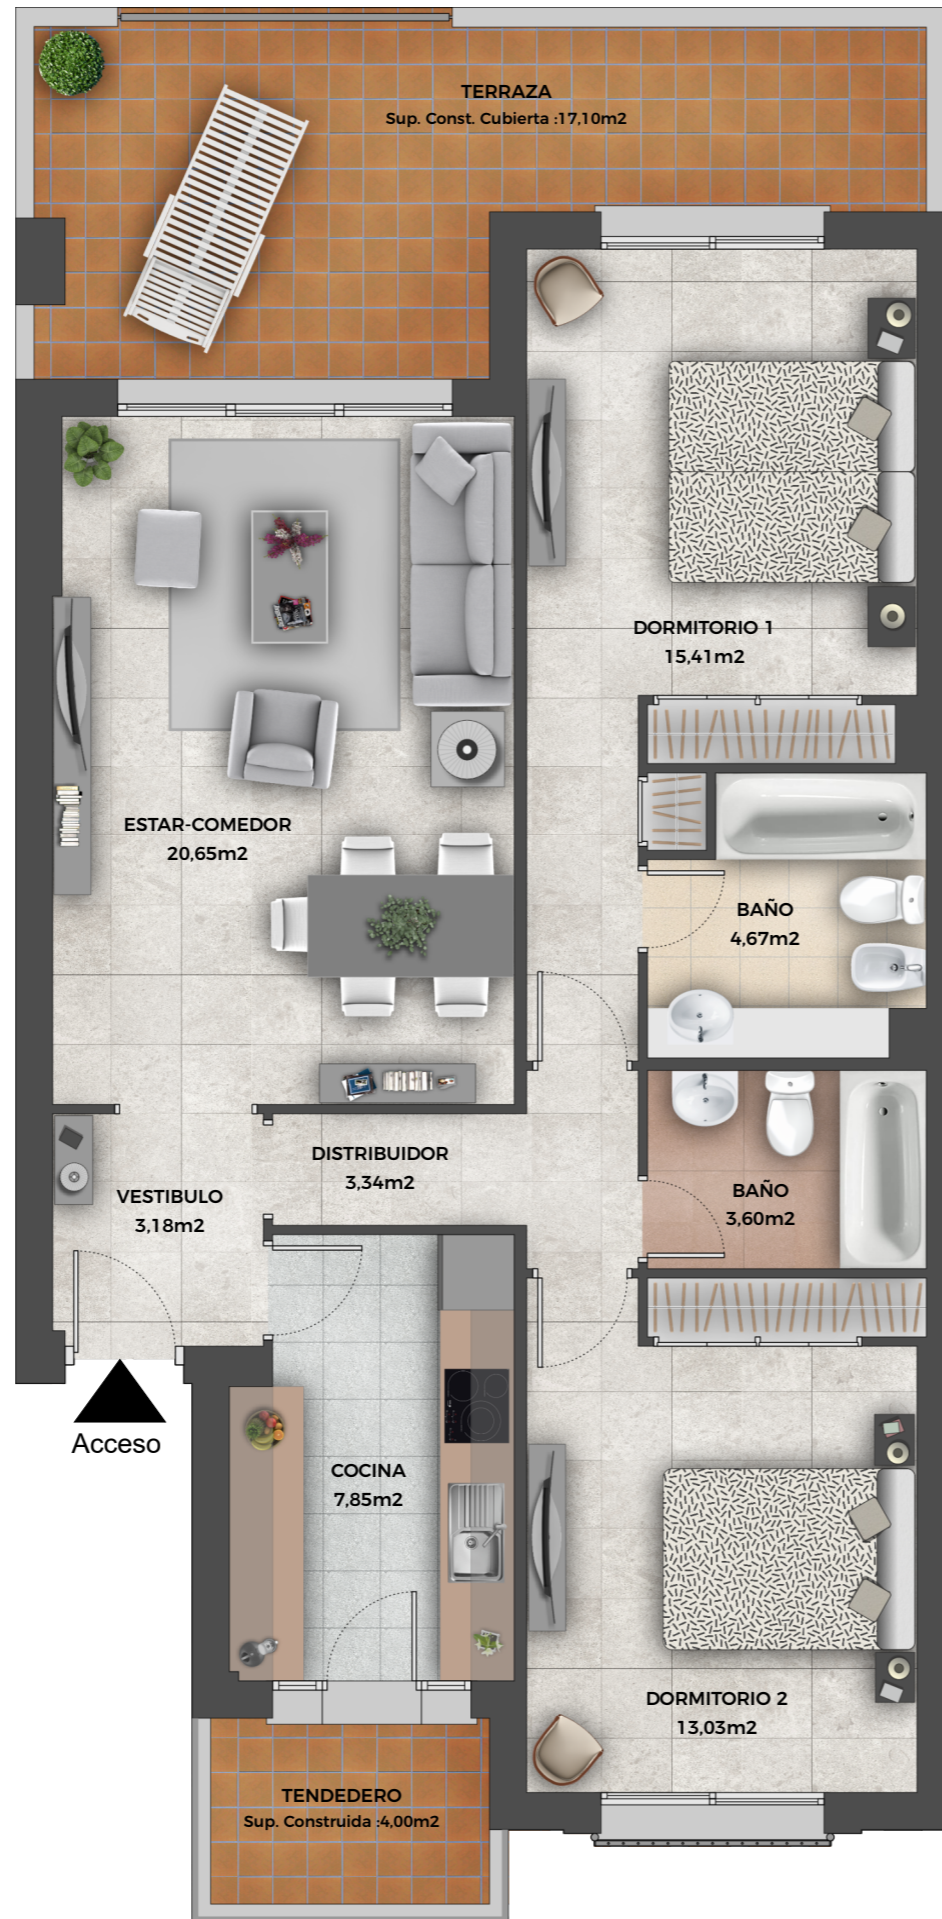 TERRAZA
Sup. Const. Cubierta :17,10m2
DORMITORIO 1
15,41m2
ESTAR-COMEDOR
20,65m2
BAÑO
4,67m2
DISTRIBUIDOR
3,34m2
VESTIBULO
3,18m2
BAÑO
3,60m2
Acceso
COCINA
7,85m2
DORMITORIO 2
13,03m2
TENDEDERO
Sup. Construida :4,00m2